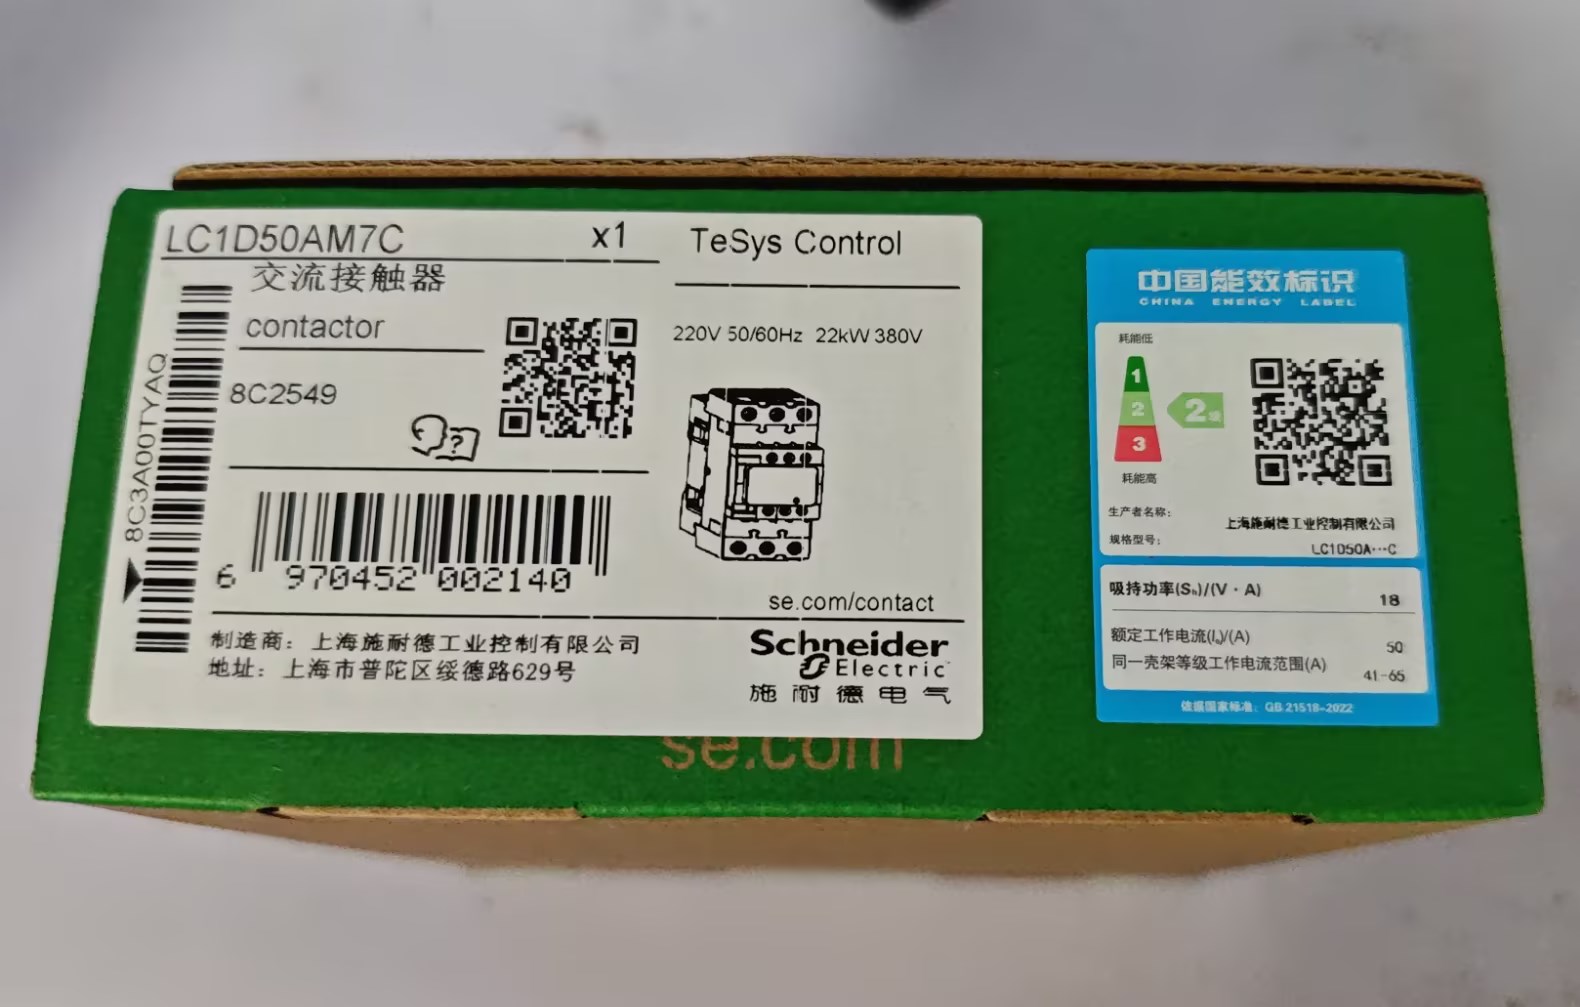 LC1D50AM7C x1
交流接触器
contactor
8C2549
8C3A00TYAQ
?
6 970452 002140
制造商：上海施耐德工业控制有限公司
地址：上海市普陀区绥德路629号
TeSys Control
220V 50/60Hz 22kW 380V
se.com/contact
Schneider
Electric
施耐德电气
se.com
中国能效标识
CHINA ENERGY LABEL
耗能低
1
2
3
2级
耗能高
生产者名称：
上海施耐德工业控制有限公司
规格型号：
LC1D50A···C
吸持功率(Sₕ)/(V·A) 18
额定工作电流(Iₑ)/(A) 50
同一壳架等级工作电流范围(A) 41-65
依据国家标准：GB 21518-2022